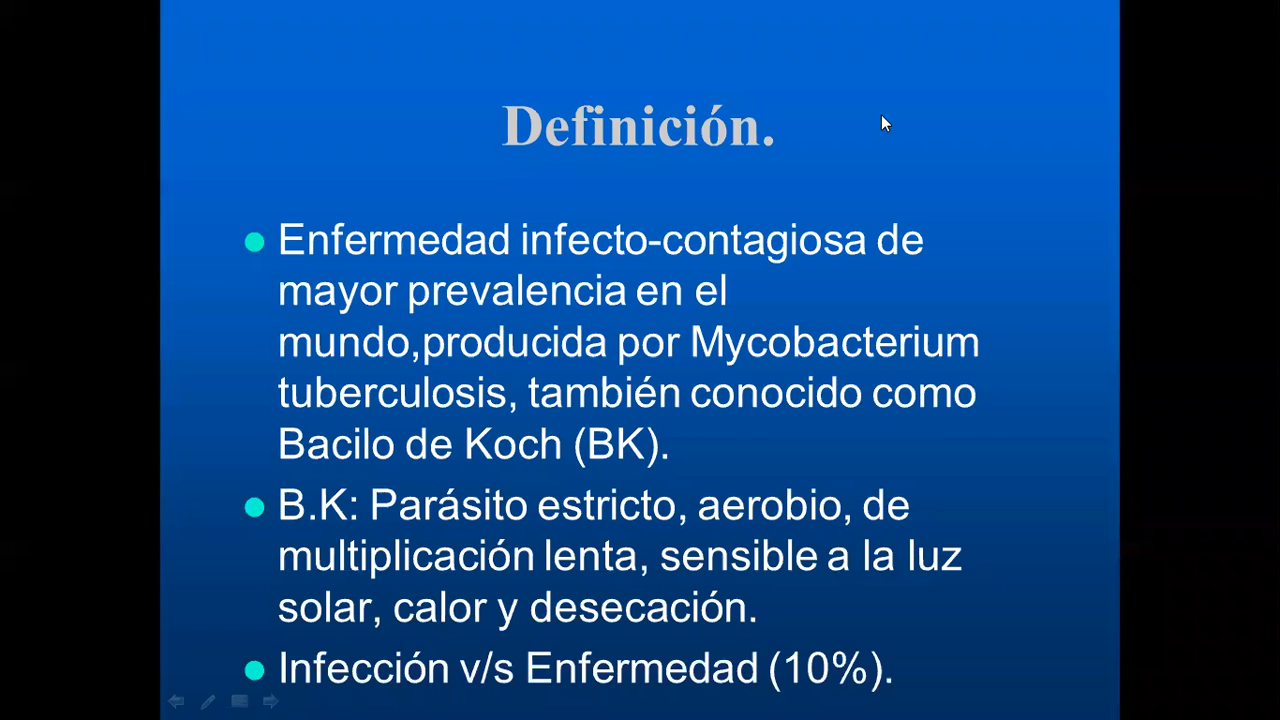 Definición.
Enfermedad infecto-contagiosa de
mayor prevalencia en el
mundo,producida por Mycobacterium
tuberculosis, también conocido como
Bacilo de Koch (BK).
B.K: Parásito estricto, aerobio, de
multiplicación lenta, sensible a la luz
solar, calor y desecación.
Infección v/s Enfermedad (10%).